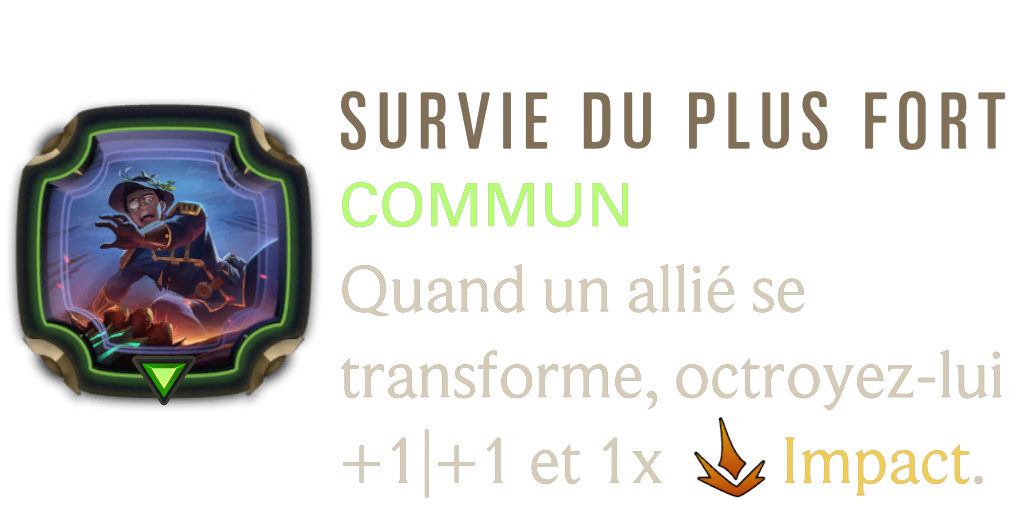 SURVIE DU PLUS FORT
COMMUN
Quand un allié se
transforme, octroyez-lui
+1|+1 et 1x Impact.